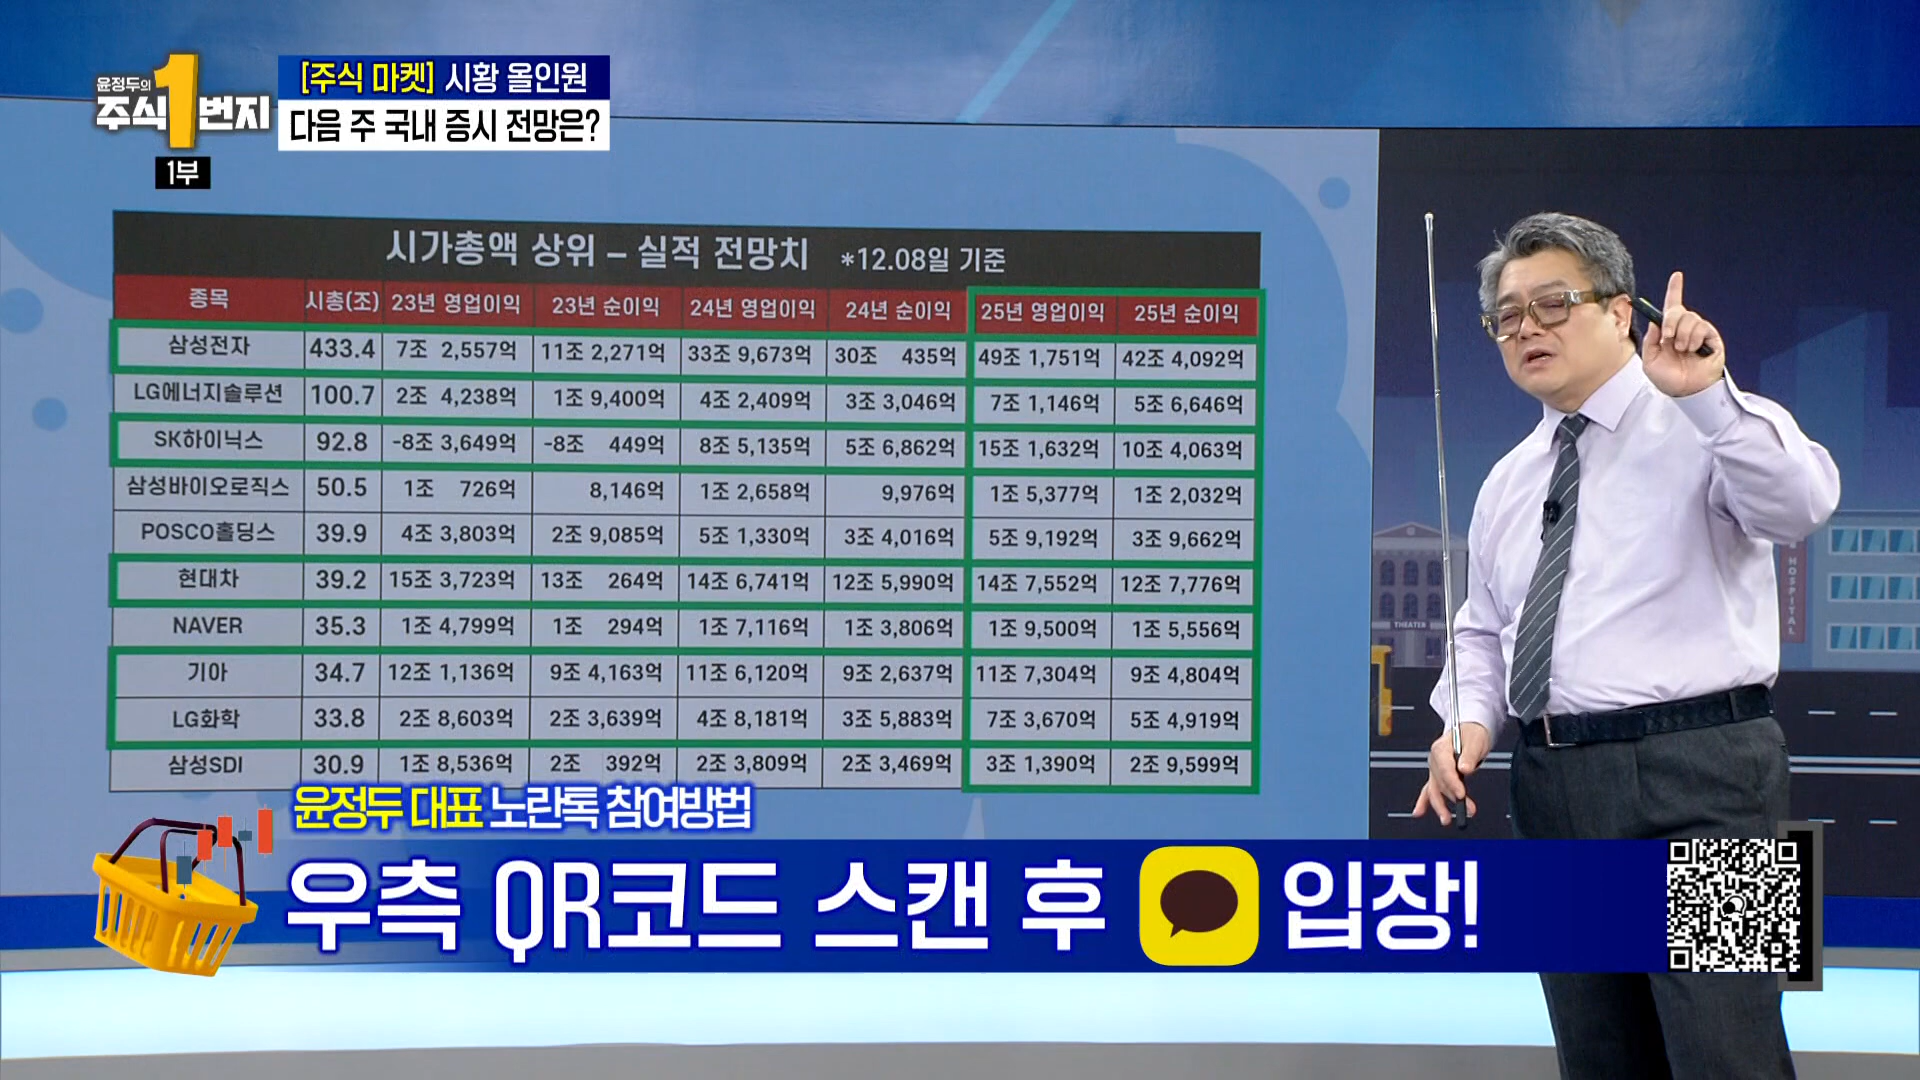 윤정두의
주식1번지
1부
[주식 마켓] 시황 올인원
다음 주 국내 증시 전망은?
시가총액 상위 – 실적 전망치 *12.08일 기준
종목 시총(조) 23년 영업이익 23년 순이익 24년 영업이익 24년 순이익 25년 영업이익 25년 순이익
삼성전자 433.4 7조 2,557억 11조 2,271억 33조 9,673억 30조 435억 49조 1,751억 42조 4,092억
LG에너지솔루션 100.7 2조 4,238억 1조 9,400억 4조 2,409억 3조 3,046억 7조 1,146억 5조 6,646억
SK하이닉스 92.8 -8조 3,649억 -8조 449억 8조 5,135억 5조 6,862억 15조 1,632억 10조 4,063억
삼성바이오로직스 50.5 1조 726억 8,146억 1조 2,658억 9,976억 1조 5,377억 1조 2,032억
POSCO홀딩스 39.9 4조 3,803억 2조 9,085억 5조 1,330억 3조 4,016억 5조 9,192억 3조 9,662억
현대차 39.2 15조 3,723억 13조 264억 14조 6,741억 12조 5,990억 14조 7,552억 12조 7,776억
NAVER 35.3 1조 4,799억 1조 294억 1조 7,116억 1조 3,806억 1조 9,500억 1조 5,556억
기아 34.7 12조 1,136억 9조 4,163억 11조 6,120억 9조 2,637억 11조 7,304억 9조 4,804억
LG화학 33.8 2조 8,603억 2조 3,639억 4조 8,181억 3조 5,883억 7조 3,670억 5조 4,919억
삼성SDI 30.9 1조 8,536억 2조 392억 2조 3,809억 2조 3,469억 3조 1,390억 2조 9,599억
THEATER
HOSPITAL
윤정두 대표 노란톡 참여방법
우측 QR코드 스캔 후 입장!